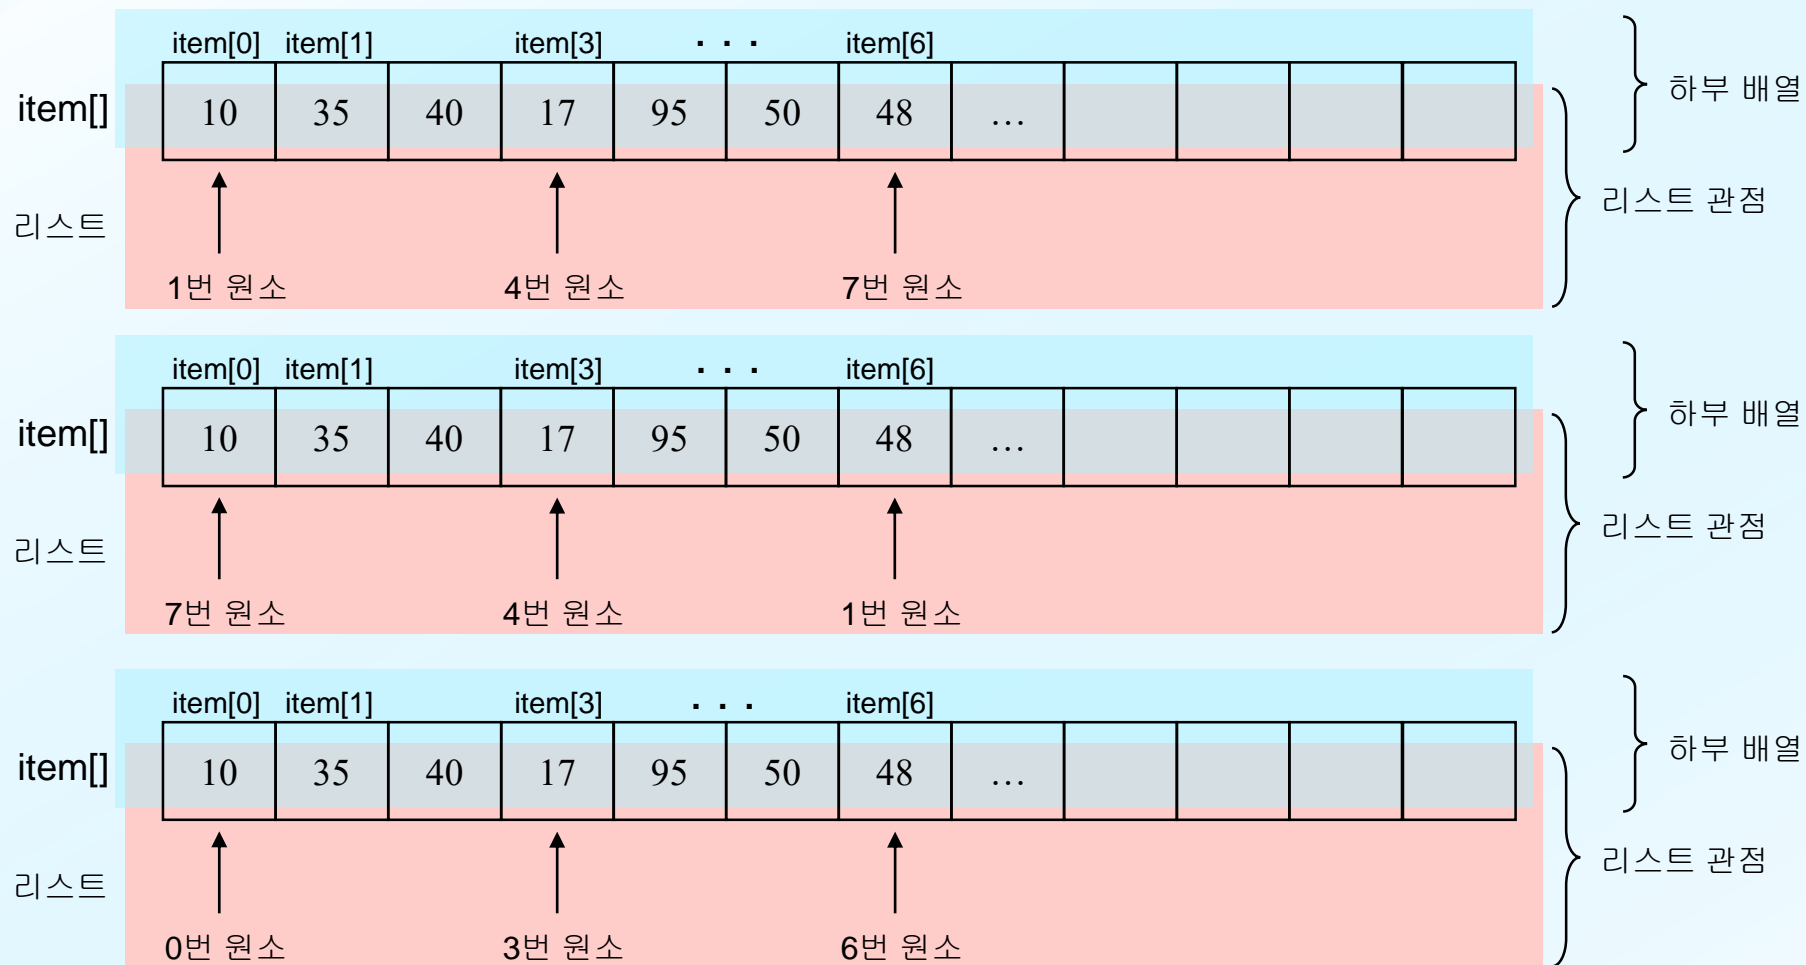 item[0] item[1] item[3] . . . item[6]
하부 배열
item[] 10 35 40 17 95 50 48 …
리스트 관점
리스트
1번 원소 4번 원소 7번 원소
item[0] item[1] item[3] . . . item[6]
하부 배열
item[] 10 35 40 17 95 50 48 …
리스트 관점
리스트
7번 원소 4번 원소 1번 원소
item[0] item[1] item[3] . . . item[6]
하부 배열
item[] 10 35 40 17 95 50 48 …
리스트 관점
리스트
0번 원소 3번 원소 6번 원소